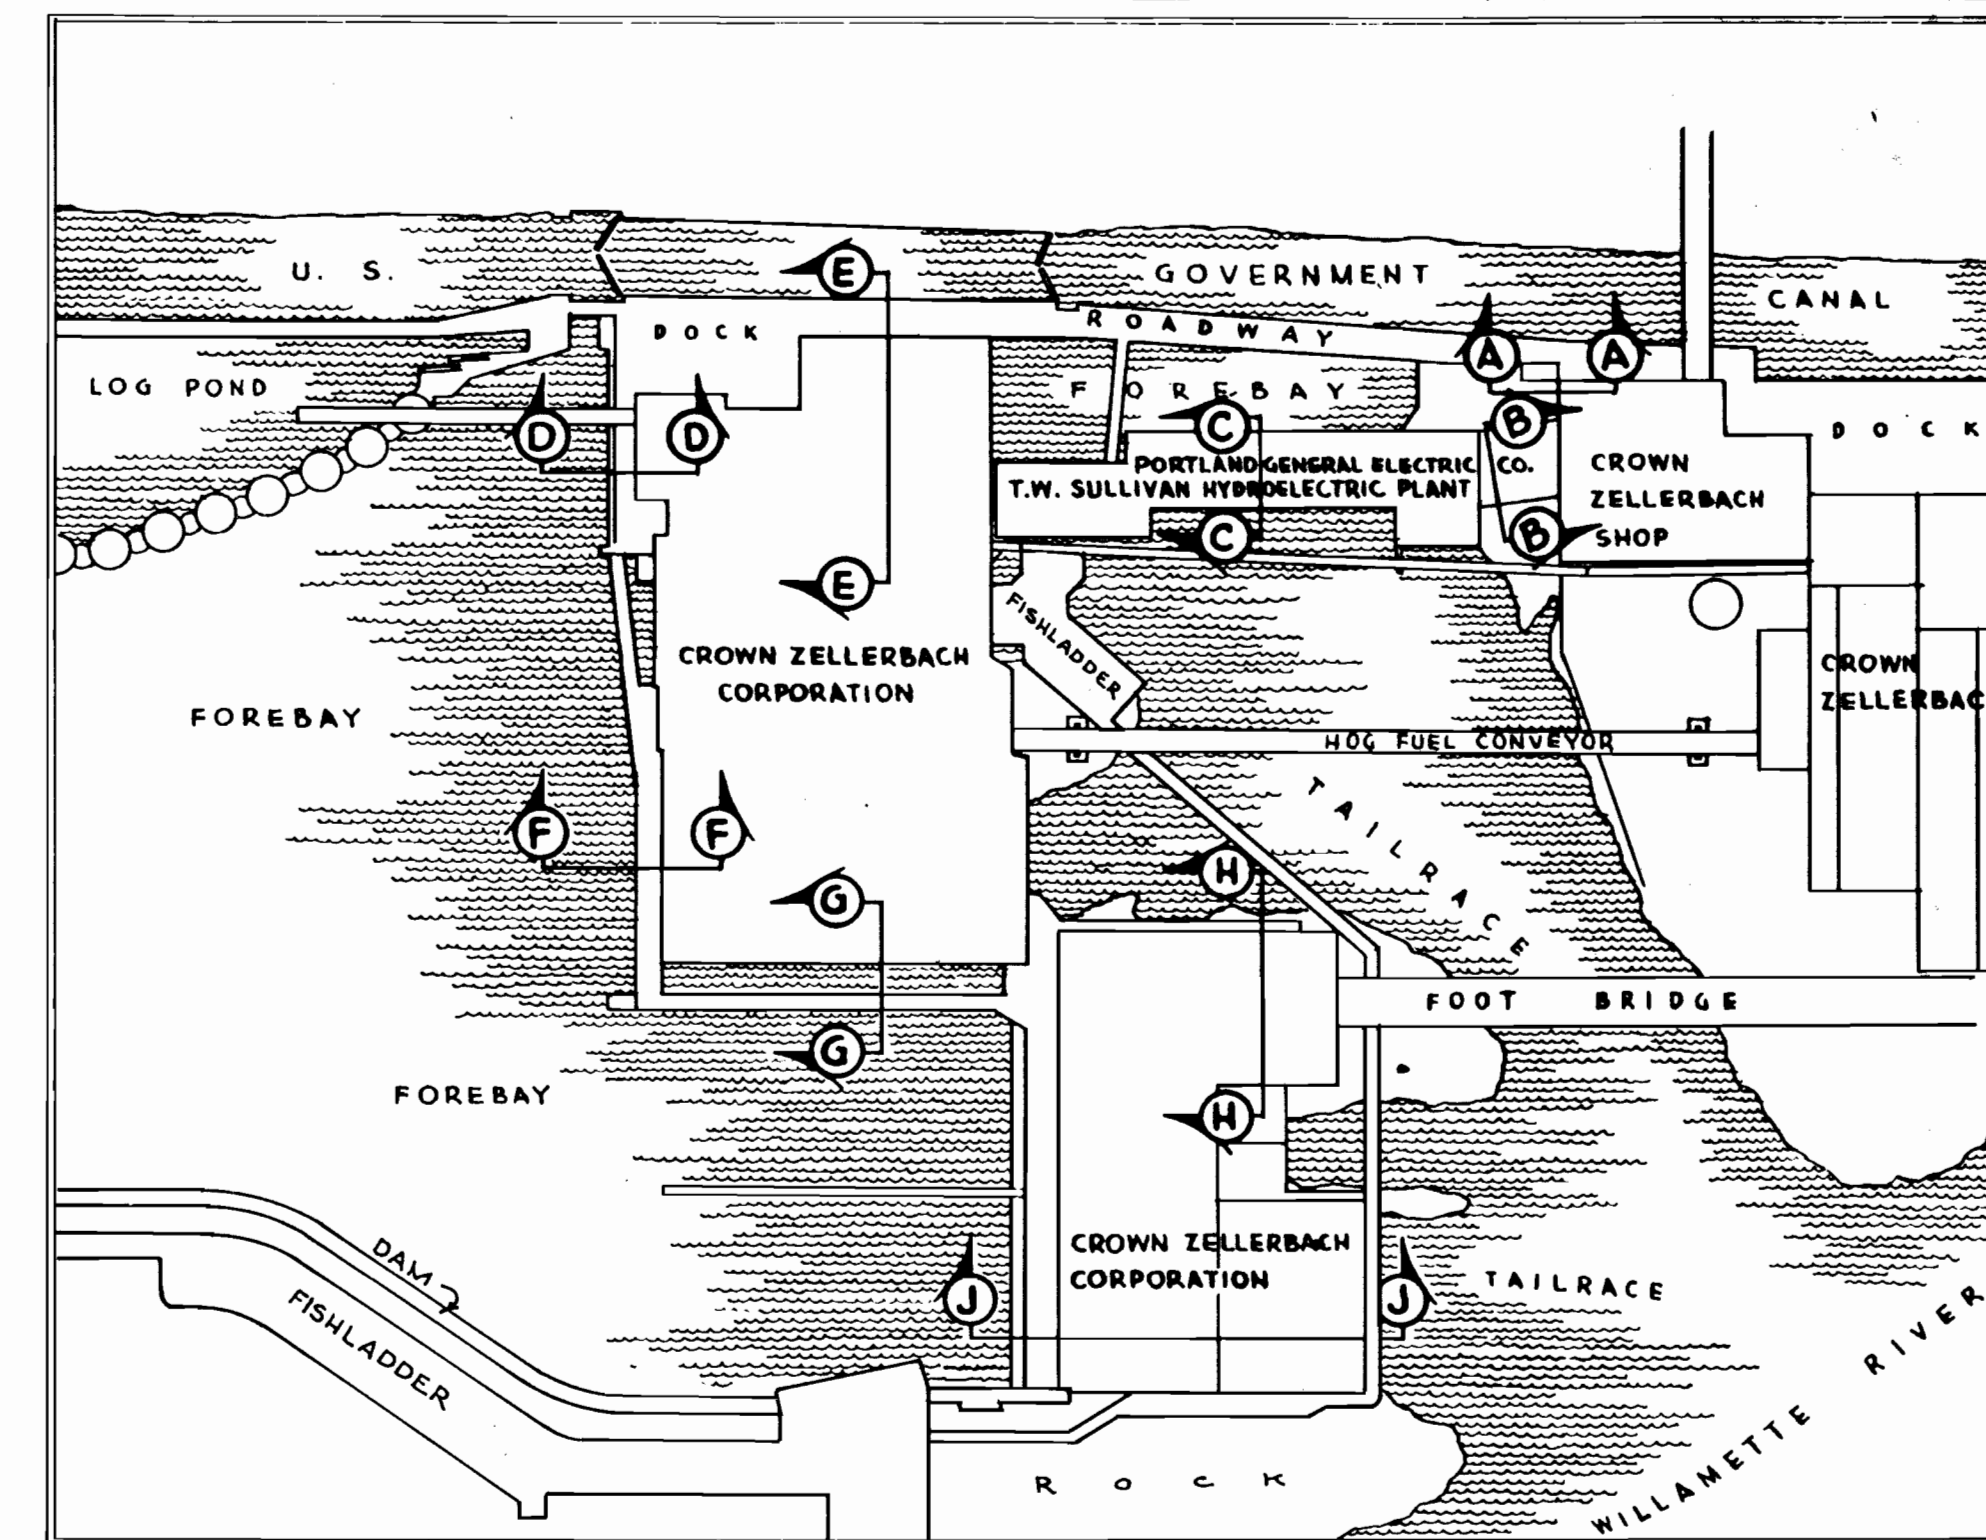 U. S. GOVERNMENT CANAL
E
DOCK
ROADWAY
LOG POND
FOREBAY
A A
D D
C
B
DOCK
PORTLAND GENERAL ELECTRIC CO.
T.W. SULLIVAN HYDROELECTRIC PLANT
CROWN
ZELLERBACH
SHOP
C
B
E
FISHLADDER
CROWN ZELLERBACH
CORPORATION
CROWN
ZELLERBAC
FOREBAY
HOG FUEL CONVEYOR
TAILRACE
F F
H
G
FOOT BRIDGE
G
FOREBAY
H
DAM
FISHLADDER
CROWN ZELLERBACH
CORPORATION
J J
TAILRACE
WILLAMETTE RIVER
ROCK